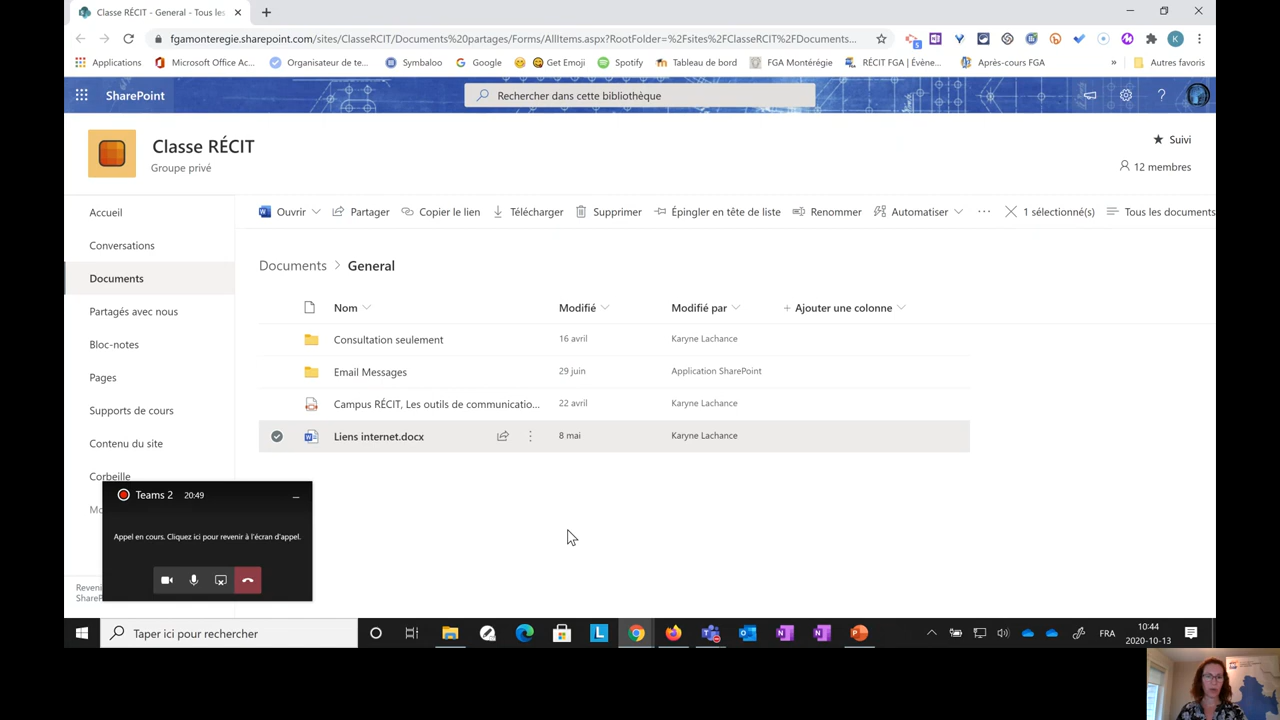 Classe RÉCIT - General - Tous les
fgamonteregie.sharepoint.com/sites/ClasseRCIT/Documents%20partages/Forms/AllItems.aspx?RootFolder=%2Fsites%2FClasseRCIT%2FDocuments...
Applications Microsoft Office Ac... Organisateur de te... Symbaloo Google Get Emoji Spotify Tableau de bord FGA Montérégie RÉCIT FGA | Évène... Après-cours FGA » Autres favoris
SharePoint
Rechercher dans cette bibliothèque
Classe RÉCIT
Groupe privé
Suivi
12 membres
Accueil
Conversations
Documents
Partagés avec nous
Bloc-notes
Pages
Supports de cours
Contenu du site
Corbeille
Ouvrir Partager Copier le lien Télécharger Supprimer Épingler en tête de liste Renommer Automatiser ... 1 sélectionné(s) Tous les documents
Documents > General
Nom Modifié Modifié par + Ajouter une colonne
Consultation seulement 16 avril Karyne Lachance
Email Messages 29 juin Application SharePoint
Campus RÉCIT, Les outils de communicatio... 22 avril Karyne Lachance
Liens internet.docx 8 mai Karyne Lachance
Teams 2 20:49
Appel en cours. Cliquez ici pour revenir à l'écran d'appel.
Taper ici pour rechercher
FRA
10:44
2020-10-13